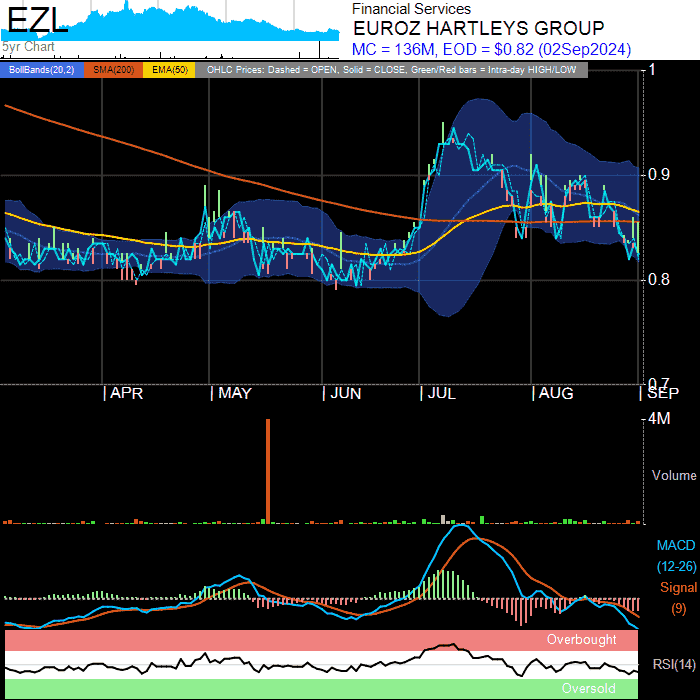 EZL
5yr Chart
Financial Services
EUROZ HARTLEYS GROUP
MC = 136M, EOD = $0.82 (02Sep2024)
BollBands(20,2) SMA(200) EMA(50) OHLC Prices: Dashed = OPEN, Solid = CLOSE, Green/Red bars = Intra-day HIGH/LOW
1
0.9
0.8
0.7
APR MAY JUN JUL AUG SEP
4M
Volume
MACD
(12-26)
Signal
(9)
Overbought
RSI(14)
Oversold